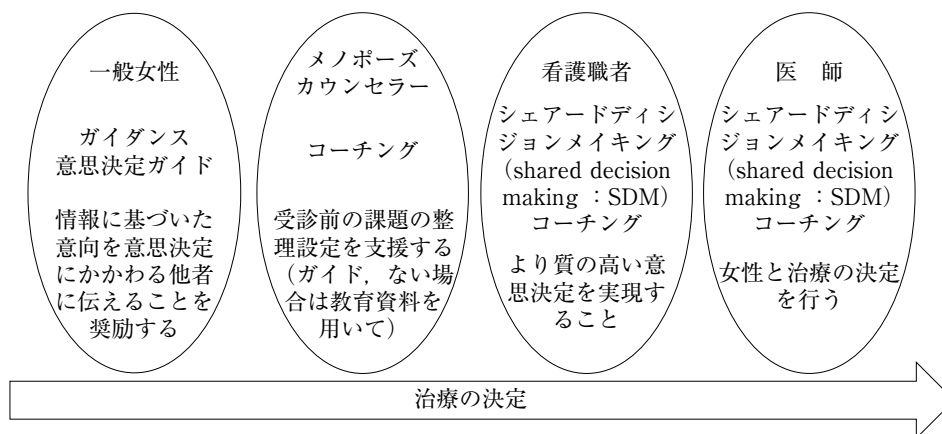 一般女性
ガイダンス
意思決定ガイド
情報に基づいた
意向を意思決定
にかかわる他者
に伝えることを
奨励する
メノポーズ
カウンセラー
コーチング
受診前の課題の整
理設定を支援する
（ガイド，ない場
合は教育資料を
用いて）
看護職者
シェアードディシ
ジョンメイキング
(shared decision
making ：SDM)
コーチング
より質の高い意
思決定を実現す
ること
医　師
シェアードディシ
ジョンメイキング
(shared decision
making ：SDM)
コーチング
女性と治療の決定
を行う
治療の決定